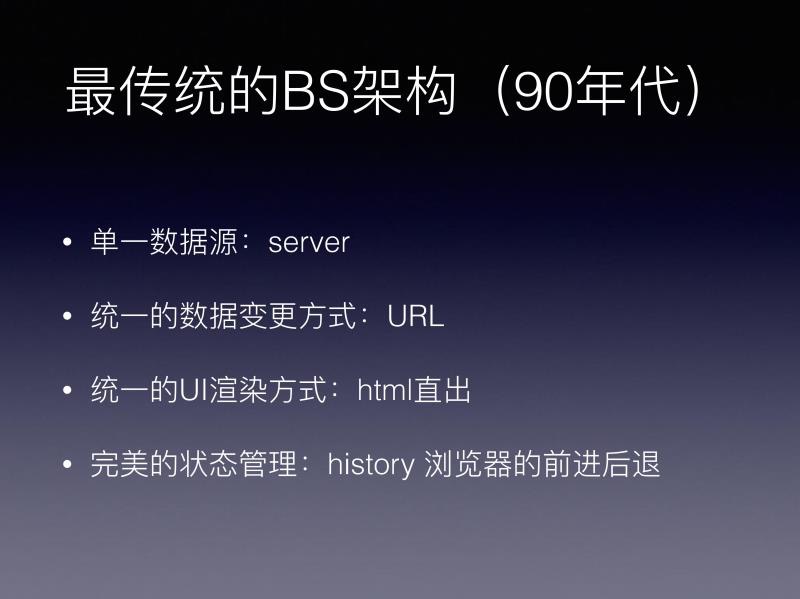 最传统的BS架构（90年代）
• 单一数据源：server
• 统一的数据变更方式：URL
• 统一的UI渲染方式：html直出
• 完美的状态管理：history 浏览器的前进后退